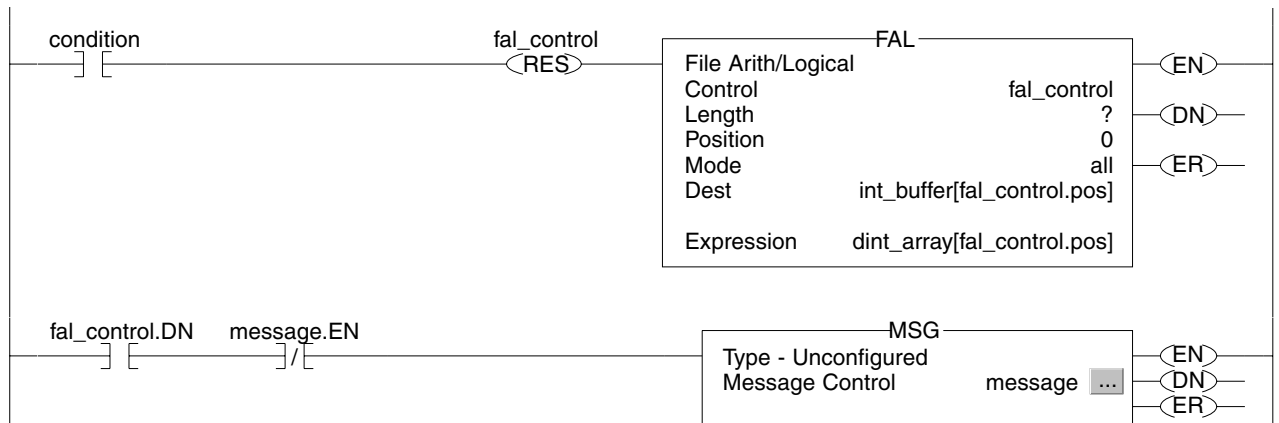 condition
fal_control
RES
FAL
File Arith/Logical
Control fal_control
Length ?
Position 0
Mode all
Dest int_buffer[fal_control.pos]
Expression dint_array[fal_control.pos]
EN
DN
ER
fal_control.DN message.EN
MSG
Type - Unconfigured
Message Control message ...
EN
DN
ER